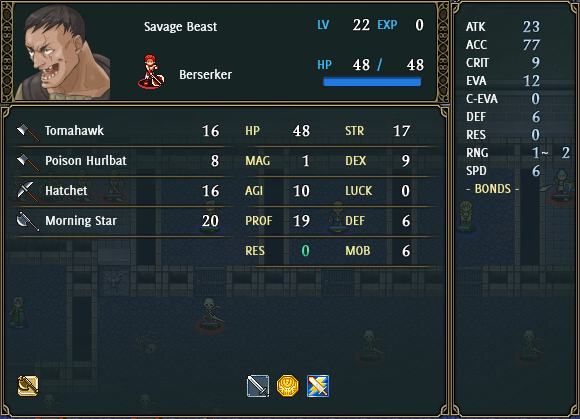 Savage Beast LV 22 EXP 0
Berserker HP 48 / 48
Tomahawk 16
Poison Hurlbat 8
Hatchet 16
Morning Star 20
HP 48 STR 17
MAG 1 DEX 9
AGI 10 LUCK 0
PROF 19 DEF 6
RES 0 MOB 6
ATK 23
ACC 77
CRIT 9
EVA 12
C-EVA 0
DEF 6
RES 0
RNG 1~ 2
SPD 6
- BONDS -